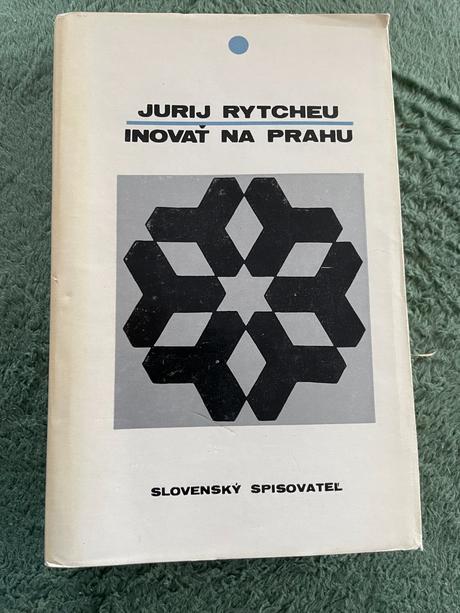 JURIJ RYTCHEU
INOVAŤ NA PRAHU
SLOVENSKÝ SPISOVATEĽ